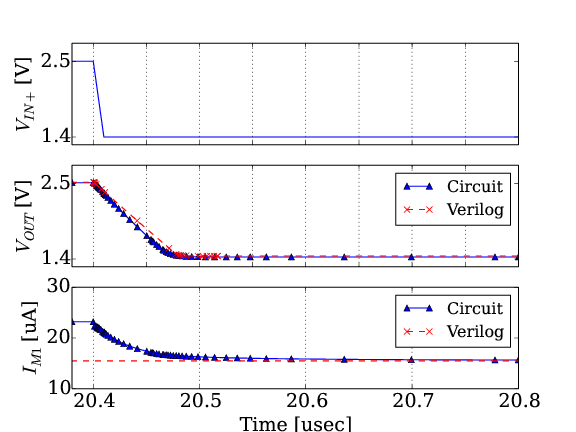 V_{IN+} [V]
2.5
1.4
V_{OUT} [V]
2.5
1.4
Circuit
Verilog
I_{M1} [uA]
30
20
10
Circuit
Verilog
20.4 20.5 20.6 20.7 20.8
Time [usec]